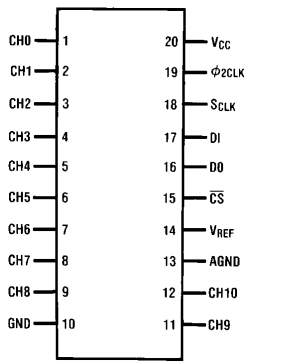 CH0 1 20 VCC
CH1 2 19 ϕ2CLK
CH2 3 18 SCLK
CH3 4 17 DI
CH4 5 16 D0
CH5 6 15 C̅S̅
CH6 7 14 VREF
CH7 8 13 AGND
CH8 9 12 CH10
GND 10 11 CH9